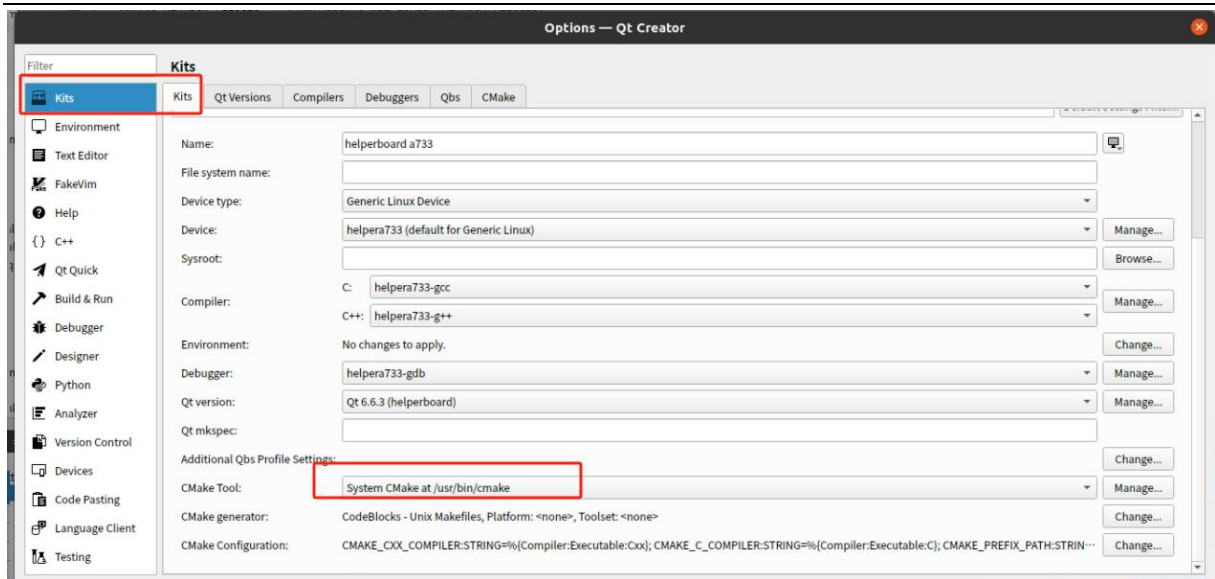 Options — Qt Creator
Filter
Kits
Kits
Environment
Text Editor
FakeVim
Help
C++
Qt Quick
Build & Run
Debugger
Designer
Python
Analyzer
Version Control
Devices
Code Pasting
Language Client
Testing
Kits Qt Versions Compilers Debuggers Qbs CMake
Name: helperboard a733
File system name:
Device type: Generic Linux Device
Device: helpera733 (default for Generic Linux) Manage...
Sysroot: Browse...
Compiler: C: helpera733-gcc Manage...
C++: helpera733-g++
Environment: No changes to apply. Change...
Debugger: helpera733-gdb Manage...
Qt version: Qt 6.6.3 (helperboard) Manage...
Qt mkspec:
Additional Qbs Profile Settings: Change...
CMake Tool: System CMake at /usr/bin/cmake Manage...
CMake generator: CodeBlocks - Unix Makefiles, Platform: <none>, Toolset: <none> Change...
CMake Configuration: CMAKE_CXX_COMPILER:STRING=%{Compiler:Executable:Cxx}; CMAKE_C_COMPILER:STRING=%{Compiler:Executable:C}; CMAKE_PREFIX_PATH:STRIN··· Change...